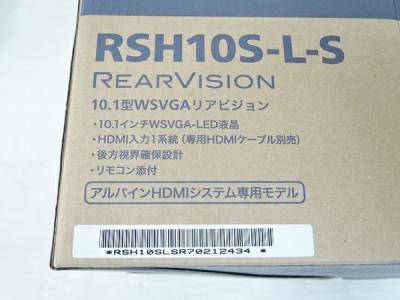 RSH10S-L-S
REARVISION
10.1型WSVGAリアビジョン
・10.1インチWSVGA-LED液晶
・HDMI入力1系統（専用HDMIケーブル別売）
・後方視界確保設計
・リモコン添付
アルパインHDMIシステム専用モデル
*RSH10SLSR70212434 *